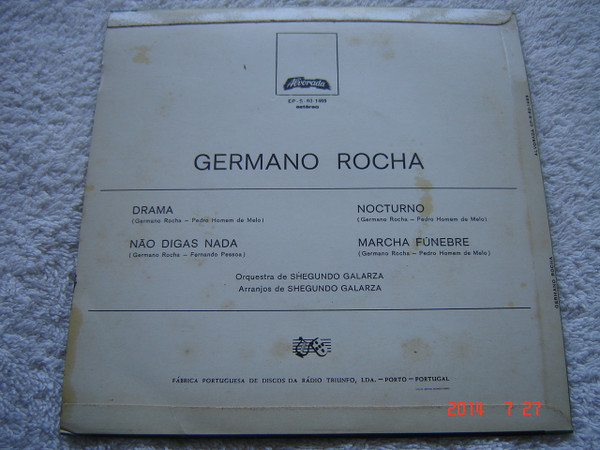 Alvorada
GERMANO ROCHA
DRAMA
(Germano Rocha — Pedro Homem de Melo)
NÃO DIGAS NADA
(Germano Rocha — Fernando Pessoa)
NOCTURNO
(Germano Rocha — Pedro Homem de Melo)
MARCHA FÚNEBRE
(Germano Rocha — Pedro Homem de Melo)
Orquestra de SHEGUNDO GALARZA
Arranjos de SHEGUNDO GALARZA
FÁBRICA PORTUGUESA DE DISCOS DA RÁDIO TRIUNFO, LDA. — PORTO — PORTUGAL
GERMANO ROCHA
2014 7 27